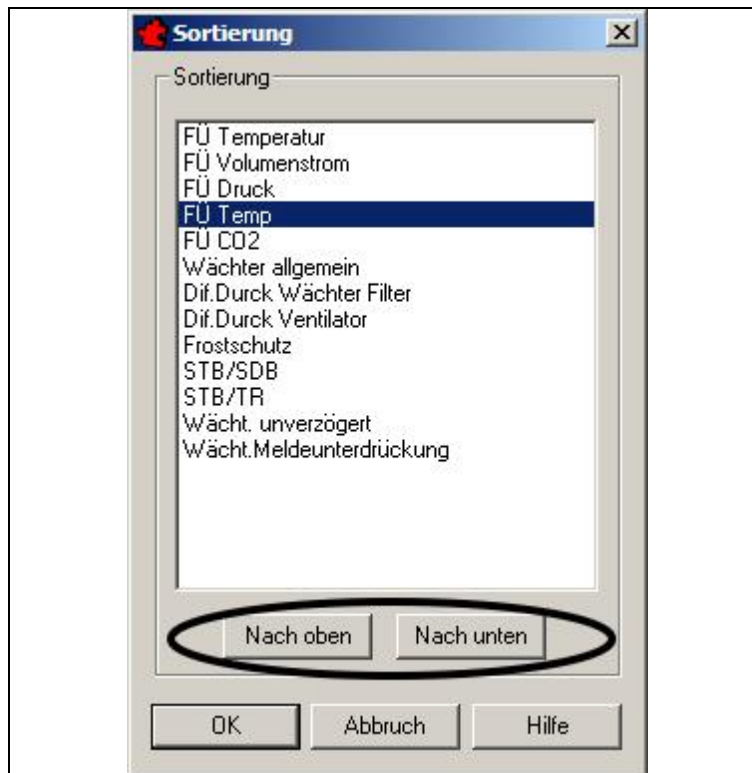 Sortierung
Sortierung
FÜ Temperatur
FÜ Volumenstrom
FÜ Druck
FÜ Temp
FÜ CO2
Wächter allgemein
Dif.Durck Wächter Filter
Dif.Durck Ventilator
Frostschutz
STB/SDB
STB/TR
Wächt. unverzögert
Wächt.Meldeunterdrückung
Nach oben Nach unten
OK Abbruch Hilfe